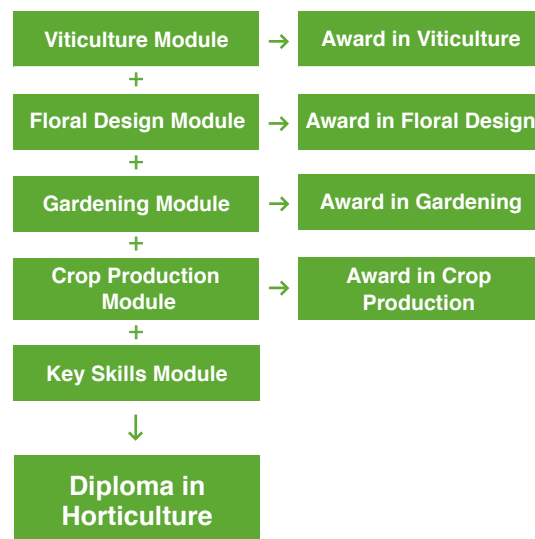 Viticulture Module → Award in Viticulture
+
Floral Design Module → Award in Floral Design
+
Gardening Module → Award in Gardening
+
Crop Production
Module → Award in Crop
Production
+
Key Skills Module
↓
Diploma in
Horticulture